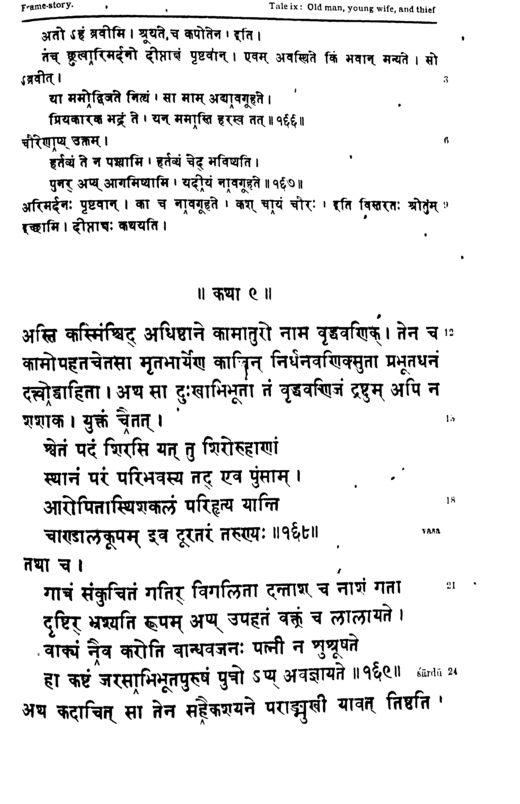 Frame-story. Tale ix: Old man, young wife, and thief
अतो ऽहं ब्रवीमि । श्रूयते च कपोतेन । इति ।
तच् छ्रुत्वारिमर्दनो दीप्ताक्षं पृष्टवान् । एवम् अवस्थिते किं भवान् मन्यते । सो
ऽब्रवीत् । 3
या ममोद्विजते नित्यं । सा माम् अद्यावगूहते ।
प्रियकारक भद्रं ते । यन् ममास्ति हरस्व तत् ॥ १६६ ॥
चौरेणाप्य् उक्तम् । 6
हर्तव्यं ते न पश्यामि । हर्तव्यं चेद् भविष्यति ।
पुनर् अप्य् आगमिष्यामि । यदीयं नावगूहते ॥ १६७ ॥
अरिमर्दनः पृष्टवान् । का च नावगूहते । कश् चायं चौरः । इति विस्तरतः श्रोतुम् 9
इच्छामि । दीप्ताक्षः कथयति ।
॥ कथा ९ ॥
अस्ति कस्मिंश्चिद् अधिष्ठाने कामातुरो नाम वृद्धवणिक् । तेन च 12
कामोपहतचेतसा मृतभार्येण काचिन् निर्धनवणिक्सुता प्रभूतधनं
दत्त्वोद्वाहिता । अथ सा दुःखाभिभूता तं वृद्धवणिजं द्रष्टुम् अपि न
शशाक । युक्तं चैतत् । 15
श्वेतं पदं शिरसि यत् तु शिरोरुहाणां
स्थानं परं परिभवस्य तद् एव पुंसाम् ।
आरोपितास्थिशकलं परिहृत्य यान्ति 18
चाण्डालकूपम् इव दूरतरं तरुण्यः ॥ १६८ ॥ vasa
तथा च ।
गात्रं संकुचितं गतिर् विगलिता दन्ताश् च नाशं गता 21
दृष्टिर् भ्रश्यति रूपम् अप्य् उपहतं वक्त्रं च लालायते ।
वाक्यं नैव करोति बान्धवजनः पत्नी न शुश्रूषते
हा कष्टं जरसाभिभूतपुरुषं पुत्रो ऽप्य् अवज्ञायते ॥ १६९ ॥ śārdū 24
अथ कदाचित् सा तेन सहैकशयने पराङ्मुखी यावत् तिष्ठति ।